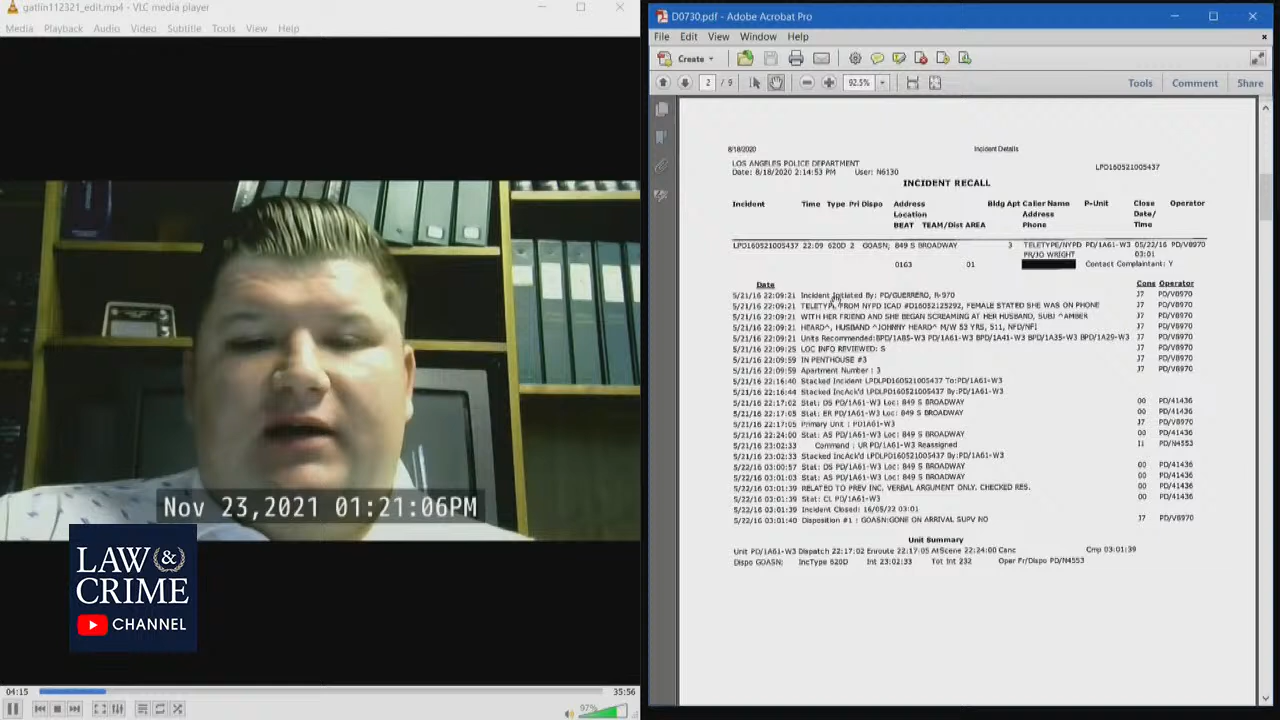 gatlin112321_edit.mp4 - VLC media player
Media Playback Audio Video Subtitle Tools View Help
Nov 23,2021 01:21:06PM
LAW &
CRIME
CHANNEL
04:15
35:56
97%
D0730.pdf - Adobe Acrobat Pro
File Edit View Window Help
Create
2 / 9
92.5%
Tools Comment Share
8/18/2020 Incident Details
LOS ANGELES POLICE DEPARTMENT LPD160521005437
Date: 8/18/2020 2:14:53 PM User: N6130
INCIDENT RECALL
Incident Time Type Pri Dispo Address Bldg Apt Caller Name P-Unit Close Operator
Location Address Date/
BEAT TEAM/Dist AREA Phone Time
LPD160521005437 22:09 620D 2 GOASN; 849 S BROADWAY 3 TELETYPE/NYPD PD/1A61-W3 05/22/16 PD/V8970
PR/JO WRIGHT 03:01
0163 01 Contact Complaintant: Y
Date Cons Operator
5/21/16 22:09:21 Incident Initiated By: PD/GUERRERO, R-970 J7 PD/V8970
5/21/16 22:09:21 TELETYPE FROM NYPD ICAD #D16052125292, FEMALE STATED SHE WAS ON PHONE J7 PD/V8970
5/21/16 22:09:21 WITH HER FRIEND AND SHE BEGAN SCREAMING AT HER HUSBAND, SUBJ ^AMBER J7 PD/V8970
5/21/16 22:09:21 HEARD^, HUSBAND ^JOHNNY HEARD^ M/W 53 YRS, 511, NFD/NFI J7 PD/V8970
5/21/16 22:09:21 Units Recommended:BPD/1A85-W3 PD/1A61-W3 BPD/1A41-W3 BPD/1A35-W3 BPD/1A29-W3 J7 PD/V8970
5/21/16 22:09:25 LOC INFO REVIEWED: S J7 PD/V8970
5/21/16 22:09:59 IN PENTHOUSE #3 J7 PD/V8970
5/21/16 22:09:59 Apartment Number : 3 J7 PD/V8970
5/21/16 22:16:40 Stacked Incident LPDLPD160521005437 To:PD/1A61-W3
5/21/16 22:16:44 Stacked IncAck'd LPDLPD160521005437 By:PD/1A61-W3
5/21/16 22:17:02 Stat: DS PD/1A61-W3 Loc: 849 S BROADWAY 00 PD/41436
5/21/16 22:17:05 Stat: ER PD/1A61-W3 Loc: 849 S BROADWAY 00 PD/41436
5/21/16 22:17:05 Primary Unit : PD1A61-W3 J7 PD/V8970
5/21/16 22:24:00 Stat: AS PD/1A61-W3 Loc: 849 S BROADWAY 00 PD/41436
5/21/16 23:02:33 Command : UR PD/1A61-W3 Reassigned I1 PD/N4553
5/21/16 23:02:33 Stacked IncAck'd LPDLPD160521005437 By:PD/1A61-W3
5/22/16 03:00:57 Stat: DS PD/1A61-W3 Loc: 849 S BROADWAY 00 PD/41436
5/22/16 03:01:03 Stat: AS PD/1A61-W3 Loc: 849 S BROADWAY 00 PD/41436
5/22/16 03:01:39 RELATED TO PREV INC. VERBAL ARGUMENT ONLY. CHECKED RES. 00 PD/41436
5/22/16 03:01:39 Stat: CL PD/1A61-W3 00 PD/41436
5/22/16 03:01:39 Incident Closed: 16/05/22 03:01
5/22/16 03:01:40 Disposition #1 : GOASN:GONE ON ARRIVAL SUPV NO J7 PD/V8970
Unit Summary
Unit PD/1A61-W3 Dispatch 22:17:02 Enroute 22:17:05 AtScene 22:24:00 Canc Cmp 03:01:39
Dispo GOASN; IncType 620D Int 23:02:33 Tot Int 232 Oper Fr/Dispo PD/N4553